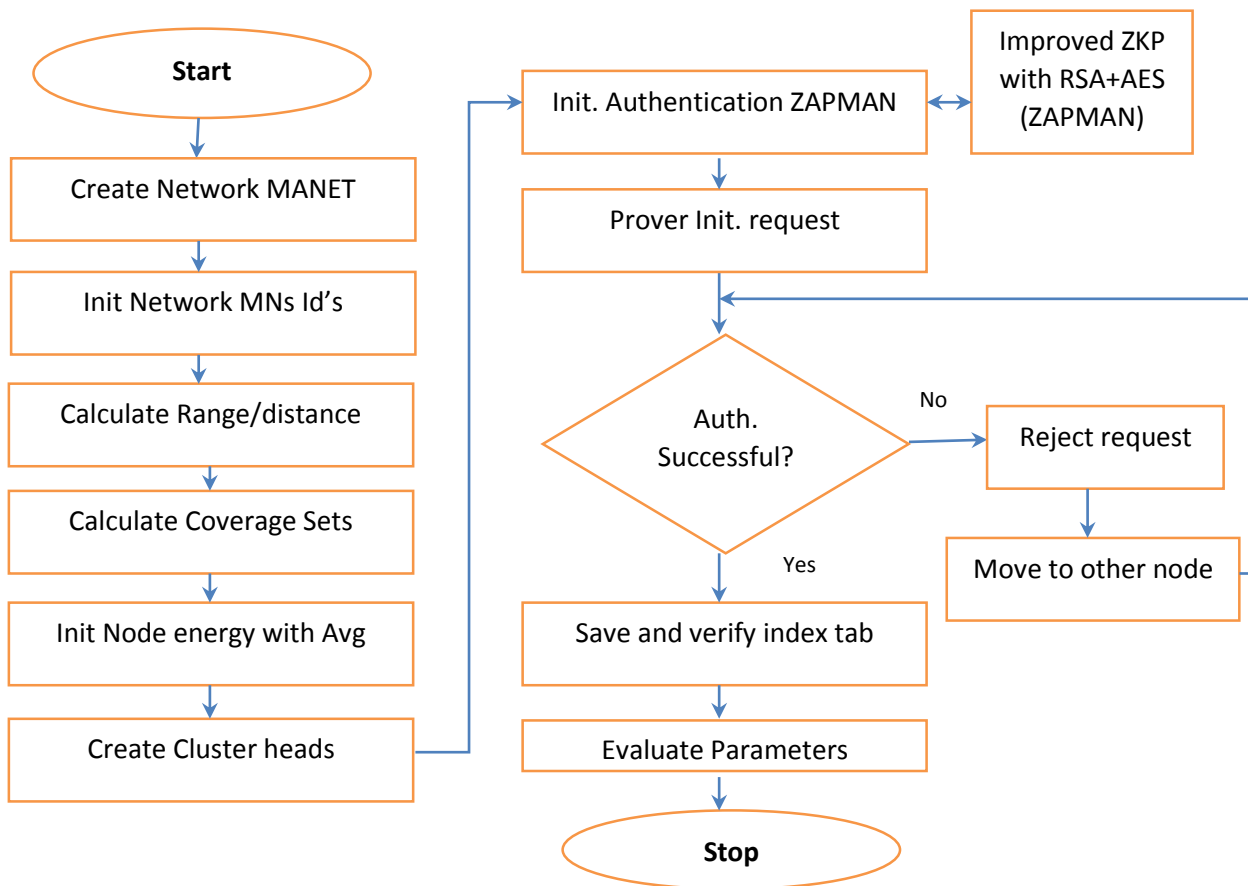 Start
Create Network MANET
Init Network MNs Id’s
Calculate Range/distance
Calculate Coverage Sets
Init Node energy with Avg
Create Cluster heads
Init. Authentication ZAPMAN
Improved ZKP
with RSA+AES
(ZAPMAN)
Prover Init. request
Auth.
Successful?
No
Reject request
Move to other node
Yes
Save and verify index tab
Evaluate Parameters
Stop